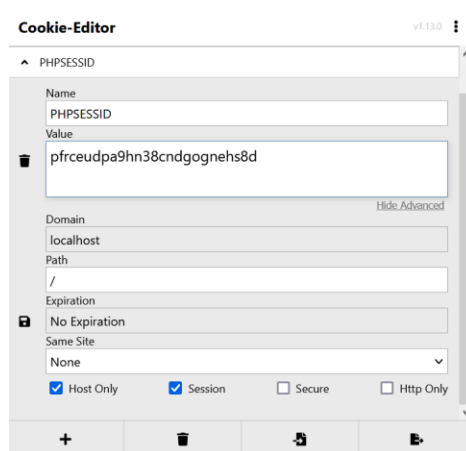 Cookie-Editor v1.13.0
PHPSESSID
Name
PHPSESSID
Value
pfrceudpa9hn38cndgognehs8d
Hide Advanced
Domain
localhost
Path
/
Expiration
No Expiration
Same Site
None
Host Only Session Secure Http Only